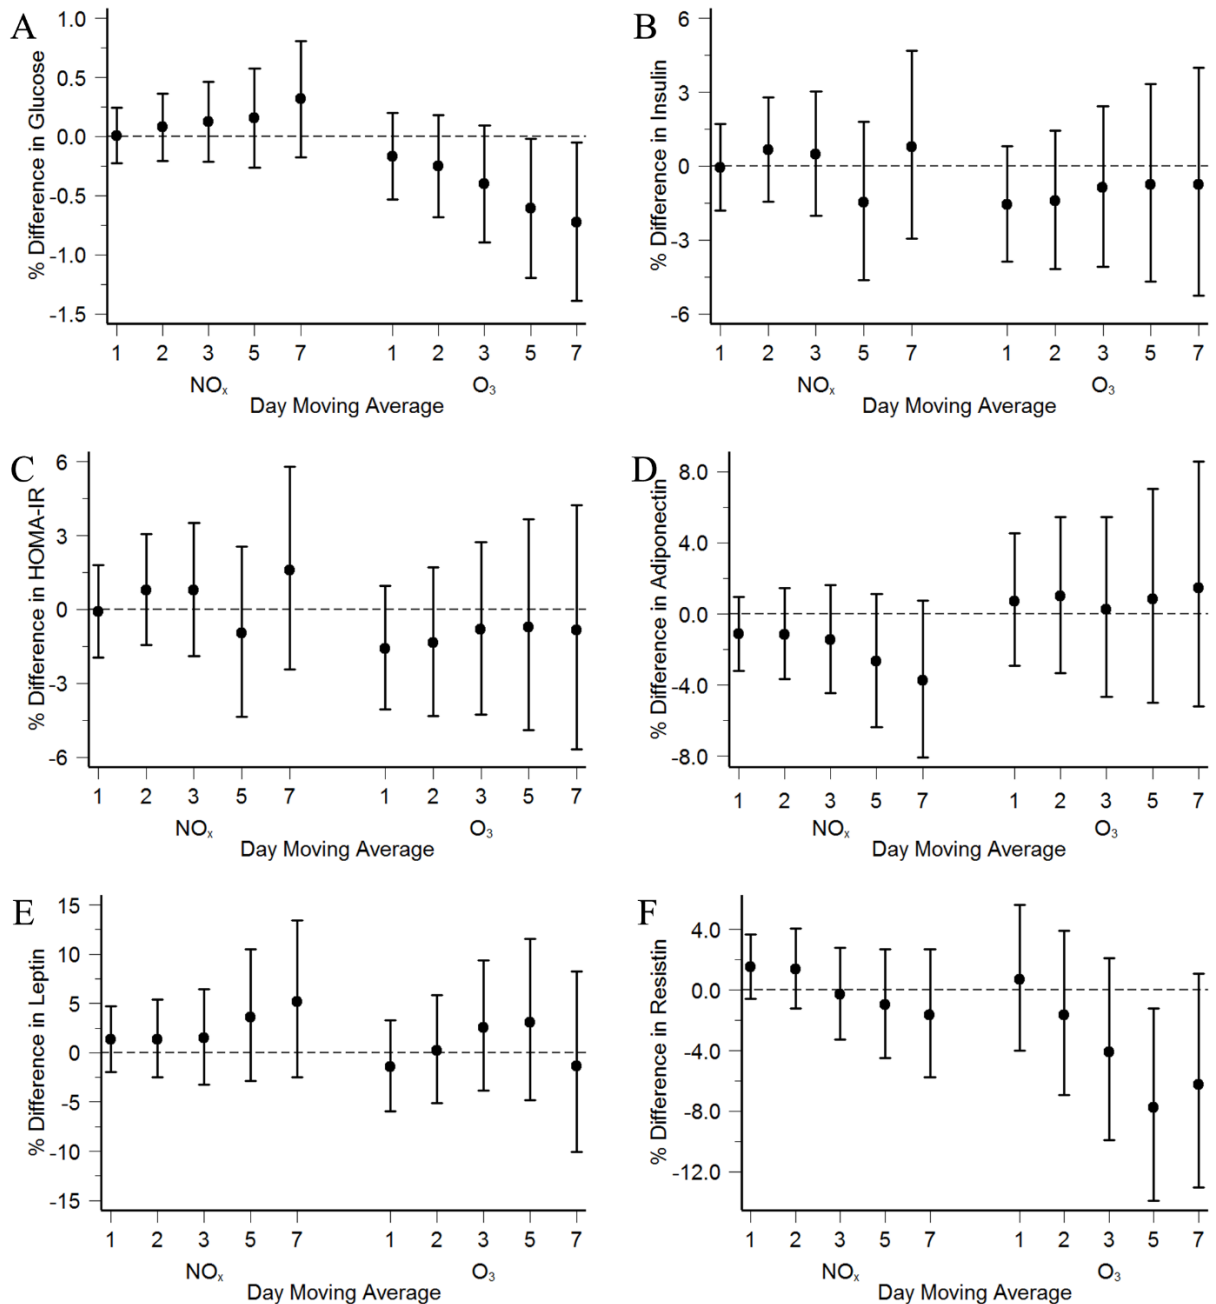 A
% Difference in Glucose
1.0
0.5
0.0
-0.5
-1.0
-1.5
1 2 3 5 7 1 2 3 5 7
NOₓ O₃
Day Moving Average
B
% Difference in Insulin
6
3
0
-3
-6
1 2 3 5 7 1 2 3 5 7
NOₓ O₃
Day Moving Average
C
% Difference in HOMA-IR
6
3
0
-3
-6
1 2 3 5 7 1 2 3 5 7
NOₓ O₃
Day Moving Average
D
% Difference in Adiponectin
8.0
4.0
0.0
-4.0
-8.0
1 2 3 5 7 1 2 3 5 7
NOₓ O₃
Day Moving Average
E
% Difference in Leptin
15
10
5
0
-5
-10
-15
1 2 3 5 7 1 2 3 5 7
NOₓ O₃
Day Moving Average
F
% Difference in Resistin
4.0
0.0
-4.0
-8.0
-12.0
1 2 3 5 7 1 2 3 5 7
NOₓ O₃
Day Moving Average